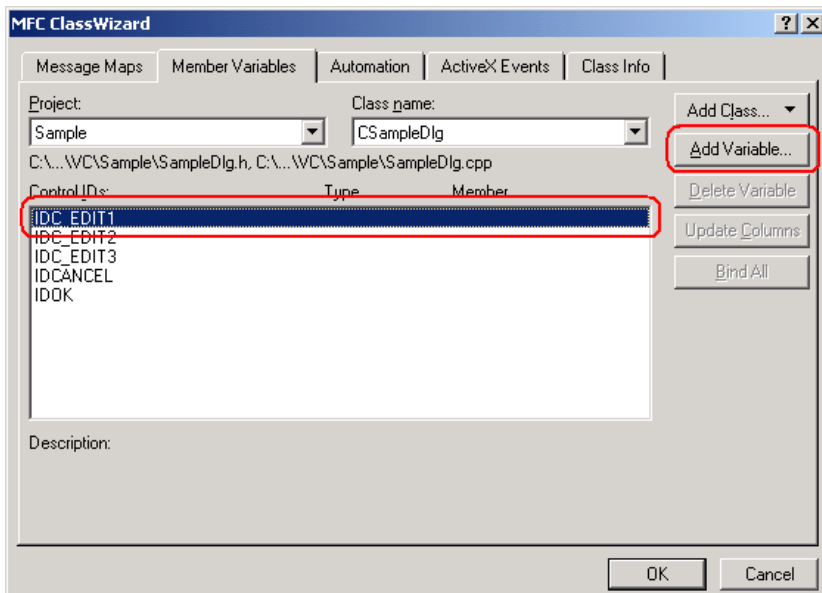 MFC ClassWizard
Message Maps Member Variables Automation ActiveX Events Class Info
Project: Class name:
Sample CSampleDlg
C:\...\VC\Sample\SampleDlg.h, C:\...\VC\Sample\SampleDlg.cpp
Control IDs: Type Member
IDC_EDIT1
IDC_EDIT2
IDC_EDIT3
IDCANCEL
IDOK
Add Class...
Add Variable...
Delete Variable
Update Columns
Bind All
Description:
OK Cancel